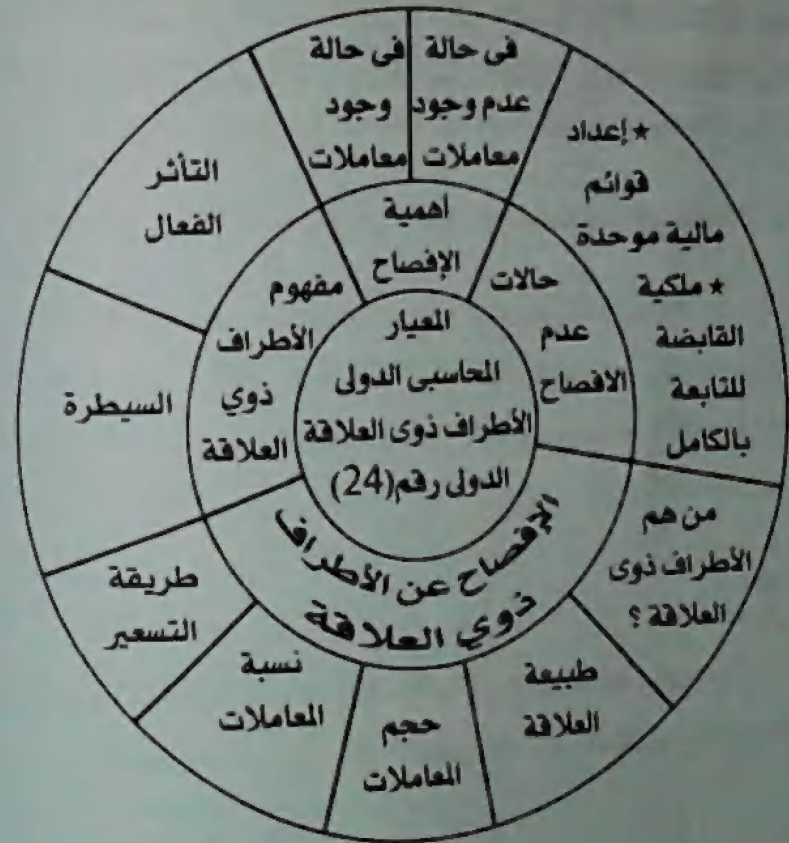 المعيار
المحاسبى الدولى
الأطراف ذوى العلاقة
الدولى رقم(24)
أهمية
الإفصاح
فى حالة
عدم وجود
معاملات
فى حالة
وجود
معاملات
حالات
عدم
الافصاح
★إعداد
قوائم
مالية موحدة
★ملكية
القابضة
للتابعة
بالكامل
الإفصاح عن الأطراف
ذوي العلاقة
من هم
الأطراف ذوى
العلاقة؟
طبيعة
العلاقة
حجم
المعاملات
نسبة
المعاملات
طريقة
التسعير
مفهوم
الأطراف
ذوي
العلاقة
السيطرة
التأثر
الفعال